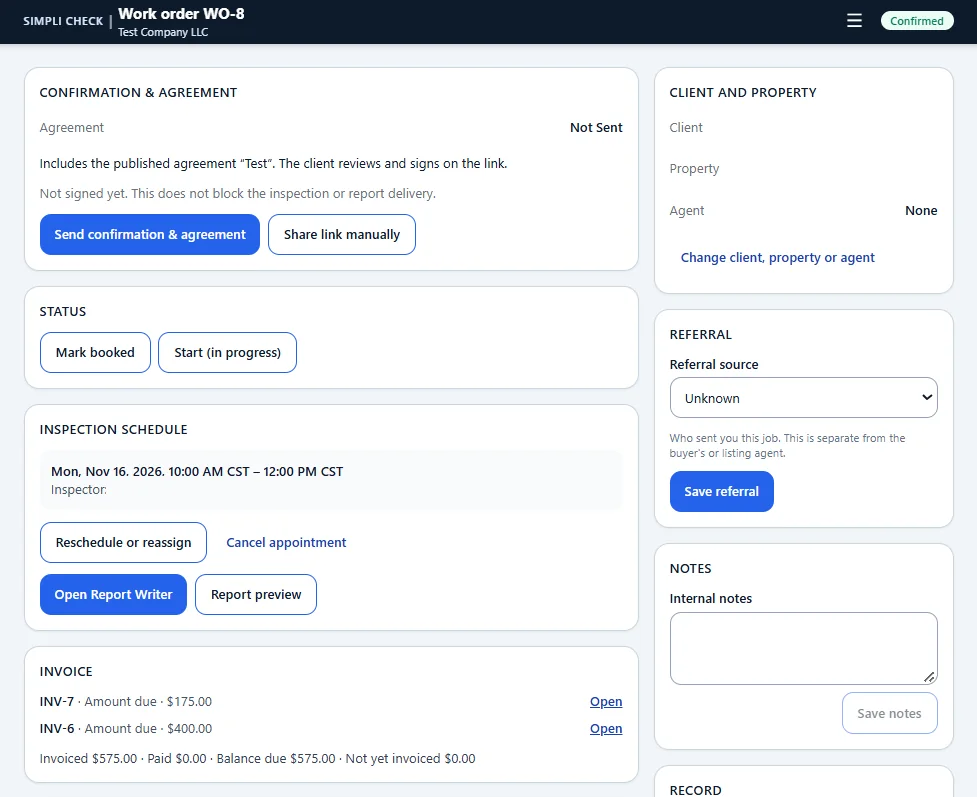 SIMPLI CHECK | Work order WO-8
Test Company LLC
Confirmed
CONFIRMATION & AGREEMENT
Agreement
Not Sent
Includes the published agreement “Test”. The client reviews and signs on the link.
Not signed yet. This does not block the inspection or report delivery.
Send confirmation & agreement
Share link manually
STATUS
Mark booked
Start (in progress)
INSPECTION SCHEDULE
Mon, Nov 16, 2026, 10:00 AM CST – 12:00 PM CST
Inspector:
Reschedule or reassign
Cancel appointment
Open Report Writer
Report preview
INVOICE
INV-7 · Amount due · $175.00
Open
INV-6 · Amount due · $400.00
Open
Invoiced $575.00 · Paid $0.00 · Balance due $575.00 · Not yet invoiced $0.00
CLIENT AND PROPERTY
Client
Property
Agent
None
Change client, property or agent
REFERRAL
Referral source
Unknown
Who sent you this job. This is separate from the
buyer's or listing agent.
Save referral
NOTES
Internal notes
Save notes
RECORD